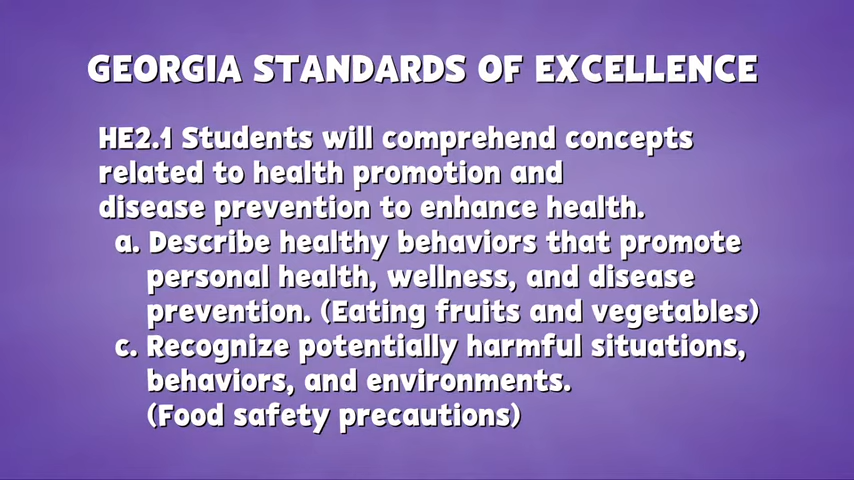 GEORGIA STANDARDS OF EXCELLENCE
HE2.1 Students will comprehend concepts
related to health promotion and
disease prevention to enhance health.
a. Describe healthy behaviors that promote
personal health, wellness, and disease
prevention. (Eating fruits and vegetables)
c. Recognize potentially harmful situations,
behaviors, and environments.
(Food safety precautions)